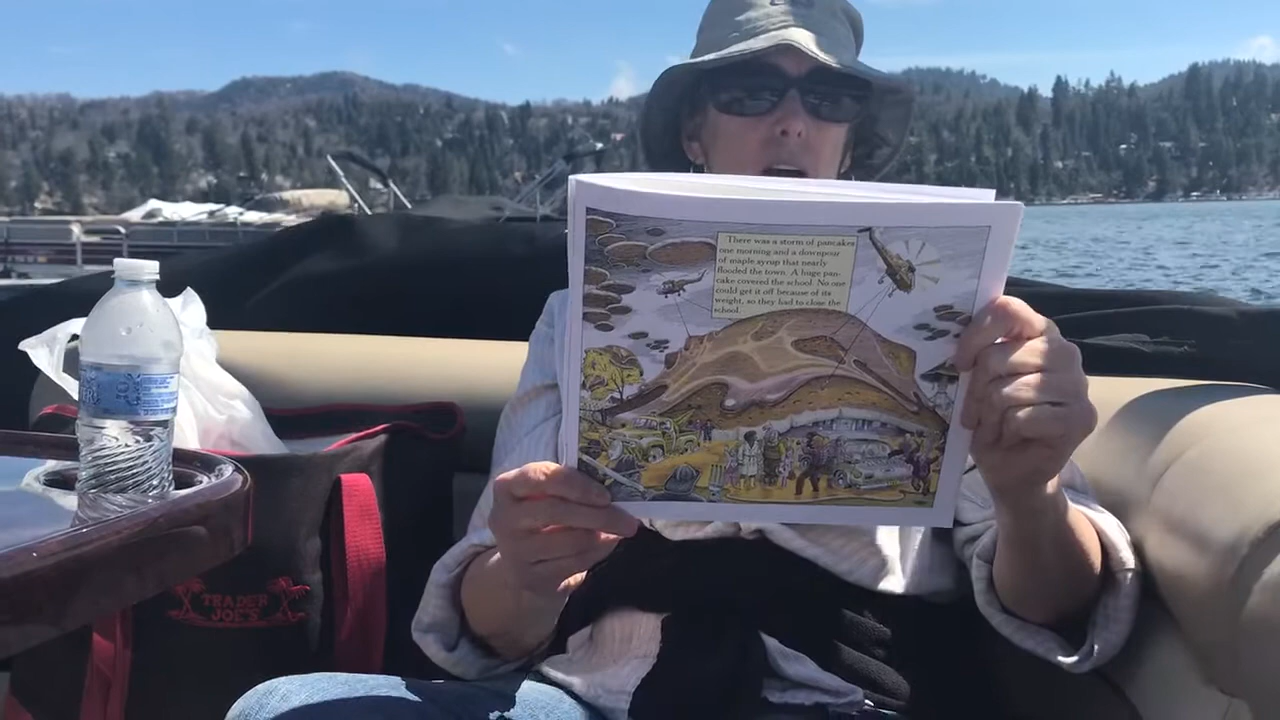 There was a storm of pancakes
one morning and a downpour
of maple syrup that nearly
flooded the town. A huge pan-
cake covered the school. No one
could get it off because of its
weight, so they had to close the
school.
TRADER
JOE'S